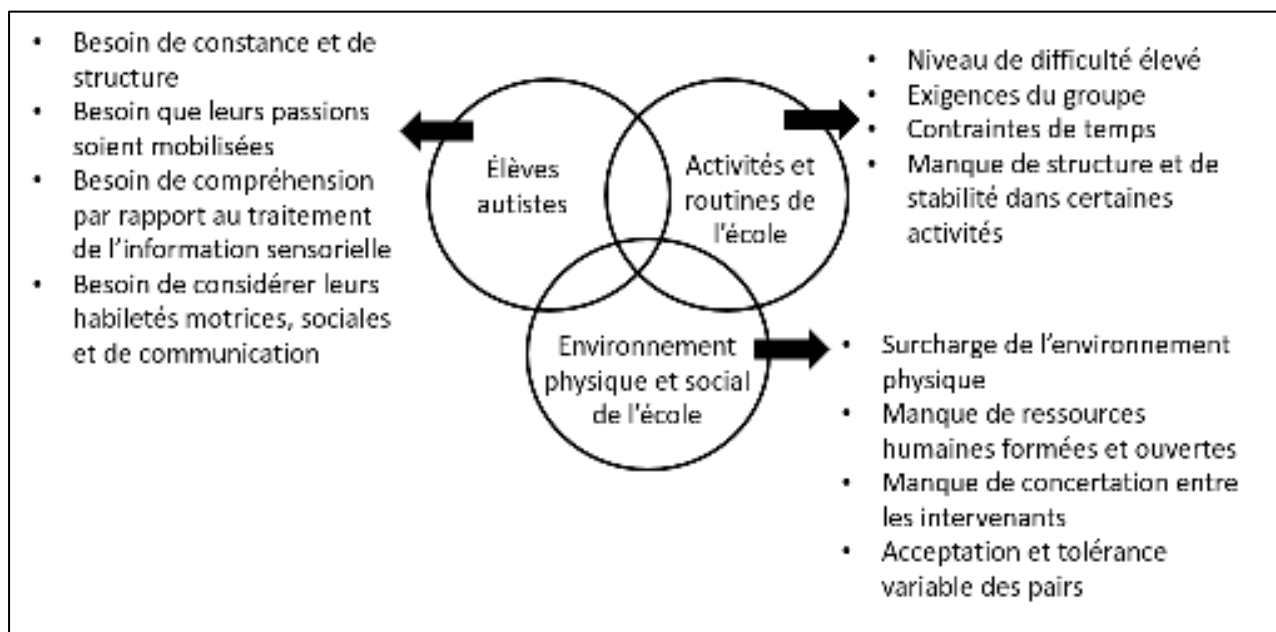 • Besoin de constance et de
structure
• Besoin que leurs passions
soient mobilisées
• Besoin de compréhension
par rapport au traitement
de l'information sensorielle
• Besoin de considérer leurs
habiletés motrices, sociales
et de communication
Élèves
autistes
Activités et
routines de
l'école
Environnement
physique et social
de l'école
• Niveau de difficulté élevé
• Exigences du groupe
• Contraintes de temps
• Manque de structure et de
stabilité dans certaines
activités
• Surcharge de l'environnement
physique
• Manque de ressources
humaines formées et ouvertes
• Manque de concertation entre
les intervenants
• Acceptation et tolérance
variable des pairs